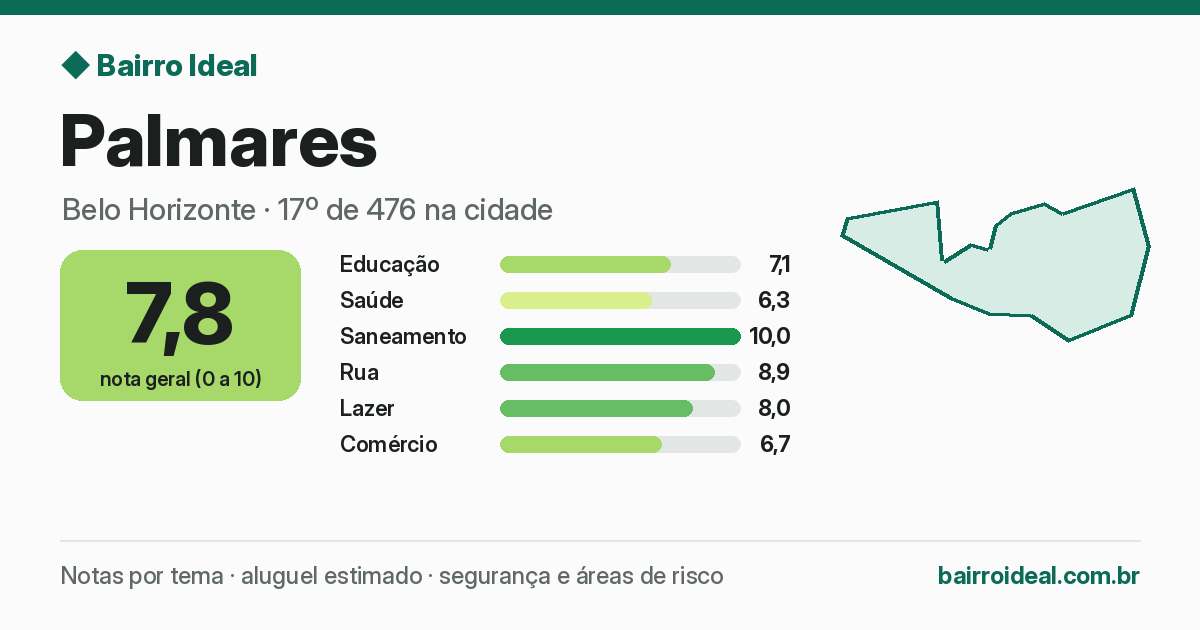 Bairro Ideal
Palmares
Belo Horizonte · 17º de 476 na cidade
7,8
nota geral (0 a 10)
Educação 7,1
Saúde 6,3
Saneamento 10,0
Rua 8,9
Lazer 8,0
Comércio 6,7
Notas por tema · aluguel estimado · segurança e áreas de risco
bairroideal.com.br